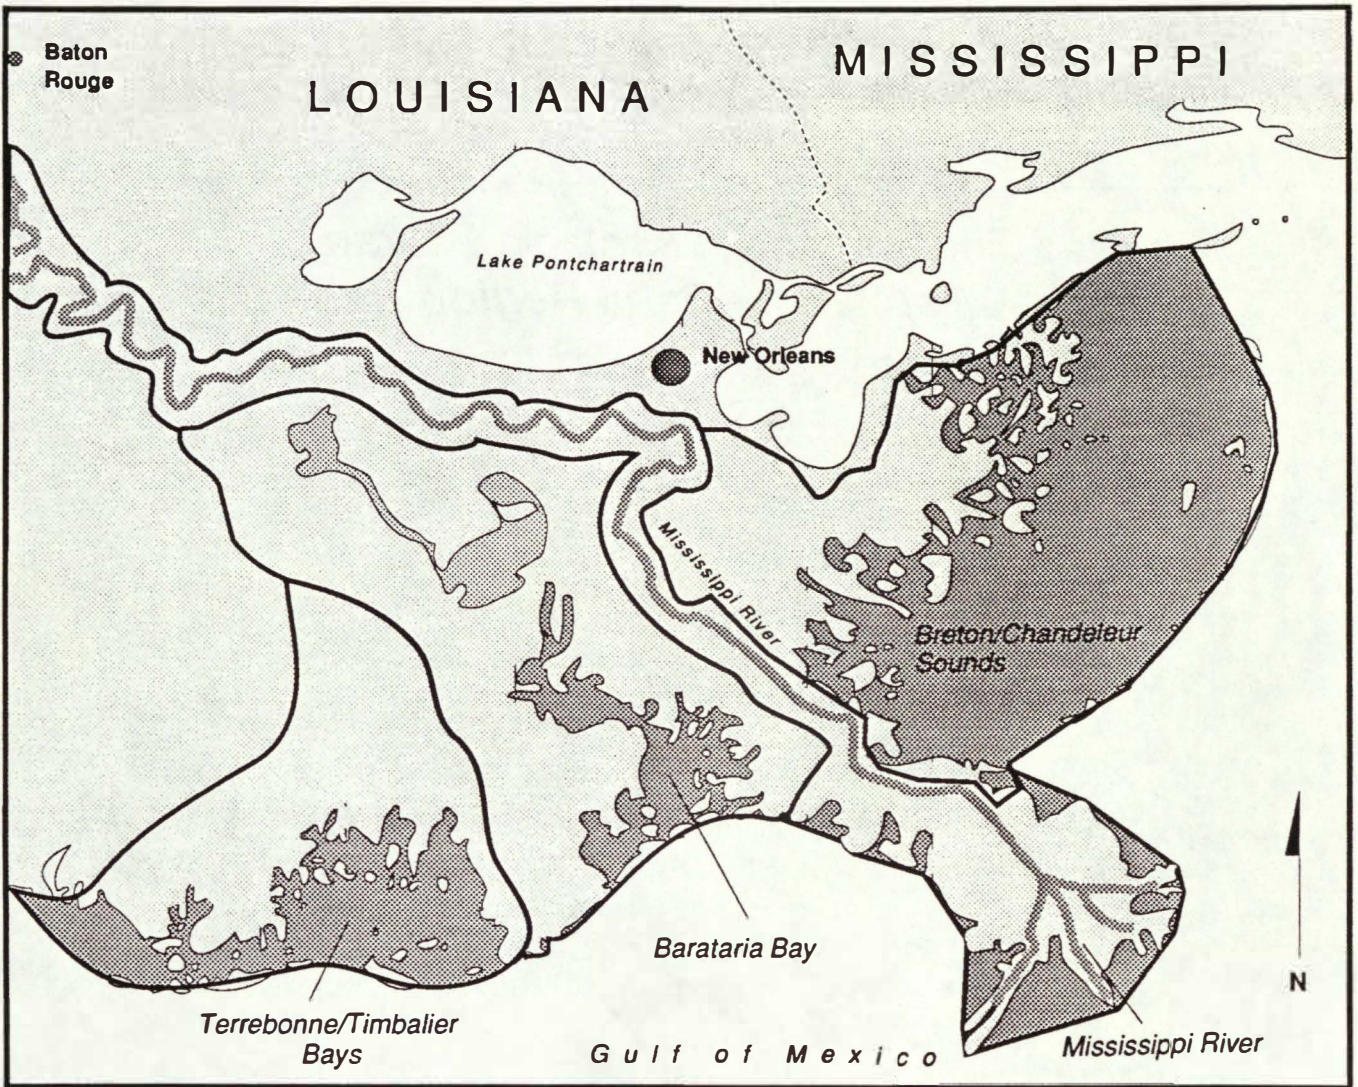 Baton
Rouge
LOUISIANA
MISSISSIPPI
Lake Pontchartrain
New Orleans
Mississippi River
Breton/Chandeleur
Sounds
Barataria Bay
Terrebonne/Timbalier
Bays
Gulf of Mexico
Mississippi River
N